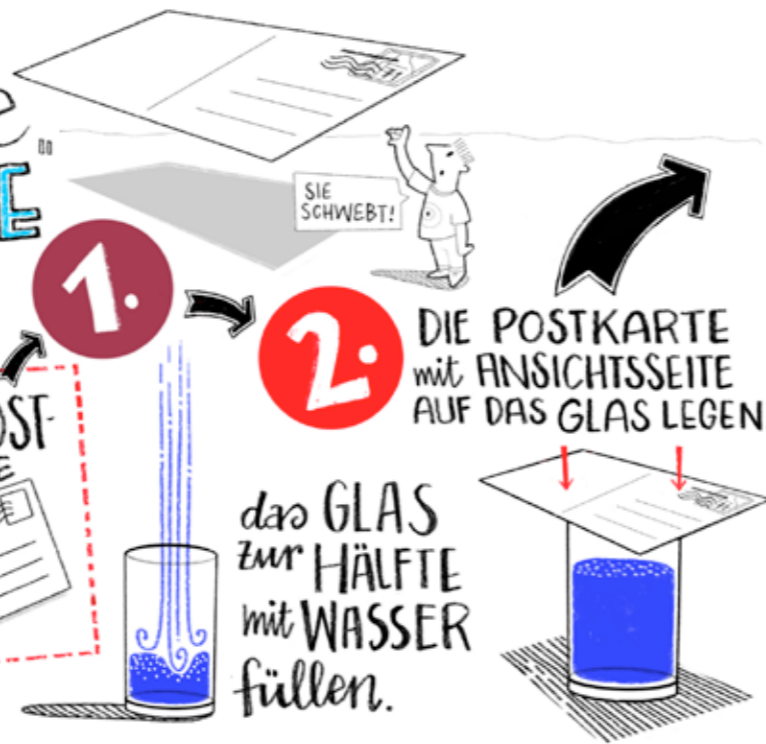 SIE
SCHWEBT!
1.
2.
DIE POSTKARTE
mit ANSICHTSSEITE
AUF DAS GLAS LEGEN
das GLAS
zur HÄLFTE
mit WASSER
füllen.